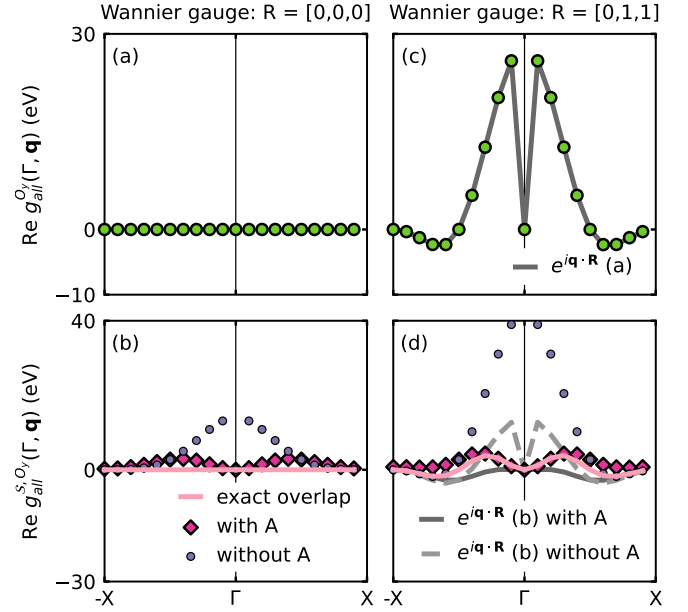 Wannier gauge: R = [0,0,0]
Wannier gauge: R = [0,1,1]
(a)
(c)
30
0
−10
Re g_{all}^{O_y}(Γ, q) (eV)
e^{iq·R} (a)
(b)
(d)
40
0
−30
Re g_{all}^{S, O_y}(Γ, q) (eV)
exact overlap
with A
without A
e^{iq·R} (b) with A
e^{iq·R} (b) without A
-X
Γ
X
-X
Γ
X